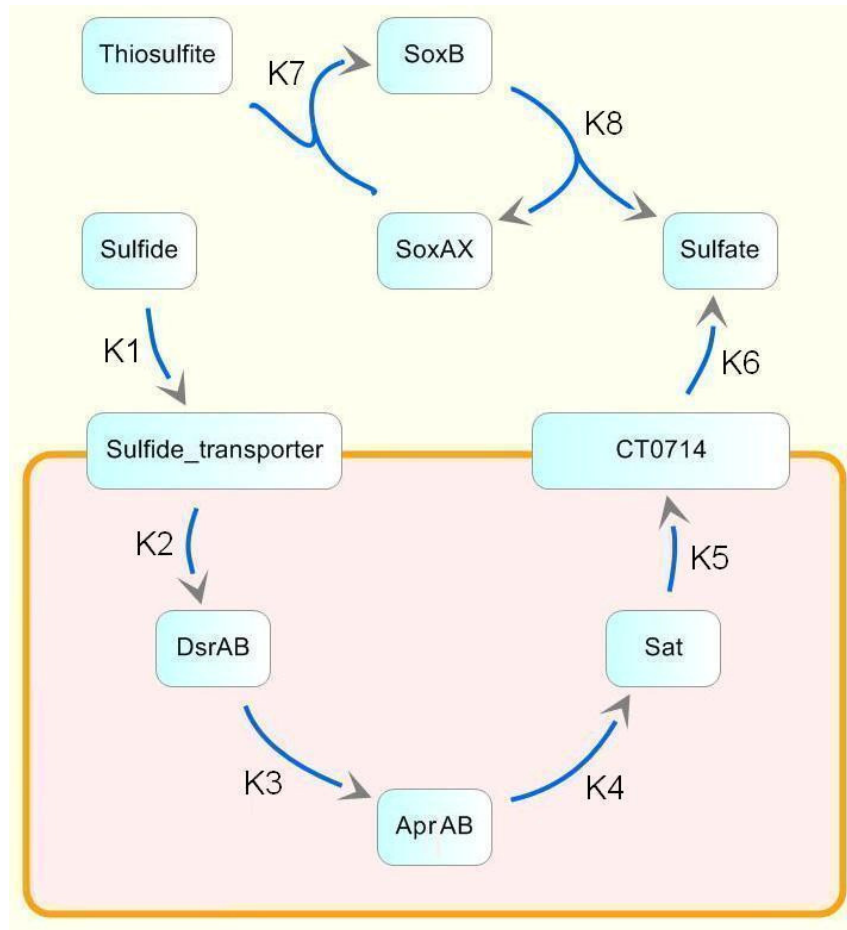 Thiosulfite
SoxB
K7
K8
Sulfide
SoxAX
Sulfate
K1
K6
Sulfide_transporter
CT0714
K2
K5
DsrAB
Sat
K3
K4
AprAB